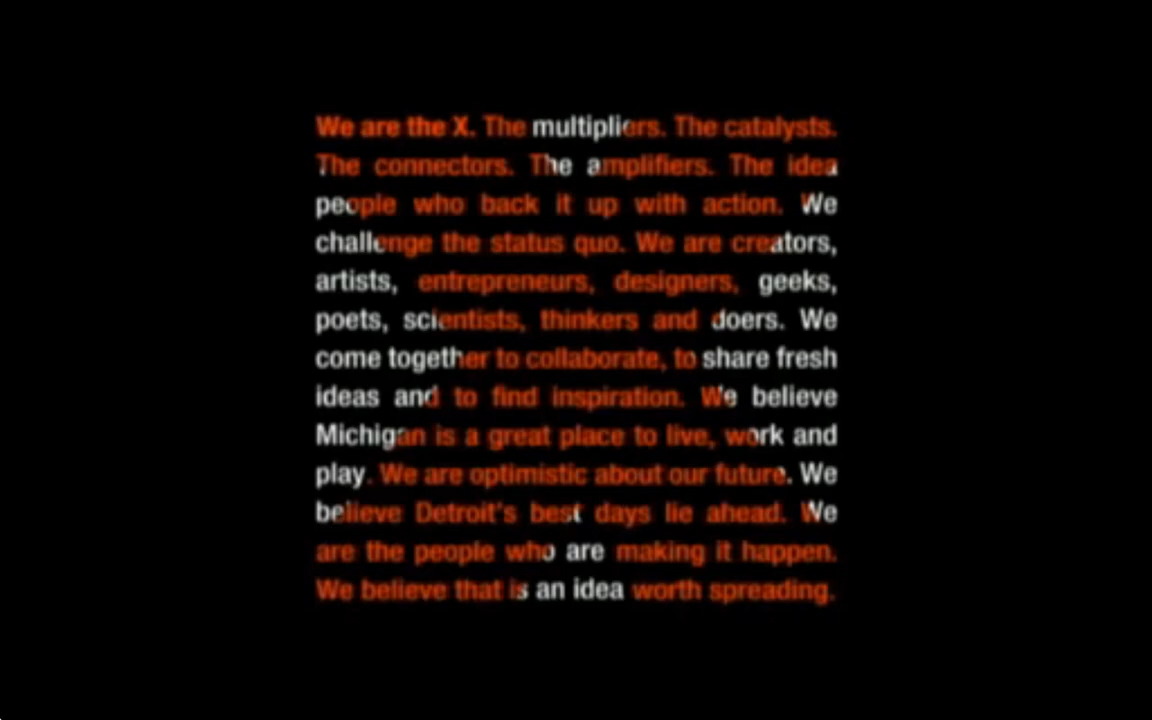 We are the X. The multipliers. The catalysts.
The connectors. The amplifiers. The idea
people who back it up with action. We
challenge the status quo. We are creators,
artists, entrepreneurs, designers, geeks,
poets, scientists, thinkers and doers. We
come together to collaborate, to share fresh
ideas and to find inspiration. We believe
Michigan is a great place to live, work and
play. We are optimistic about our future. We
believe Detroit's best days lie ahead. We
are the people who are making it happen.
We believe that is an idea worth spreading.